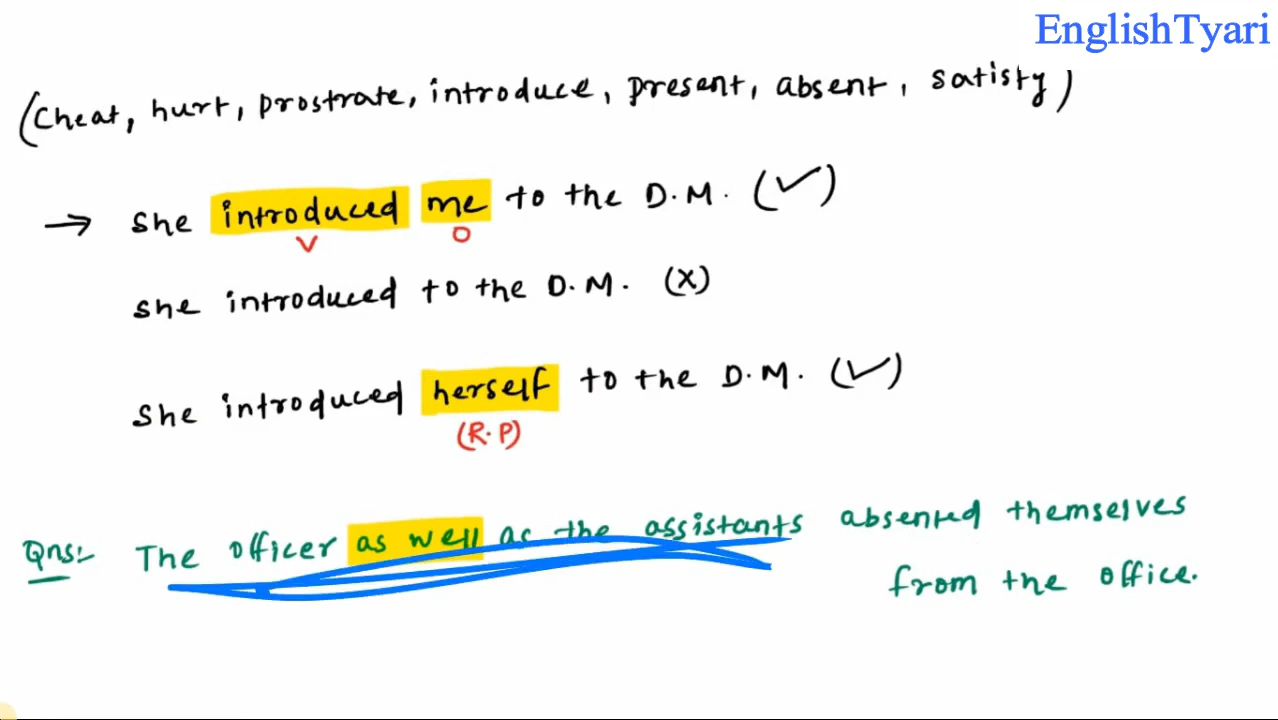 EnglishTyari
(cheat, hurt, prostrate, introduce, present, absent, satisfy)
→ She introduced me to the D.M. (✓)
V O
She introduced to the D.M. (X)
She introduced herself to the D.M. (✓)
(R.P)
Qns:- The officer as well as the assistants absented themselves
from the office.